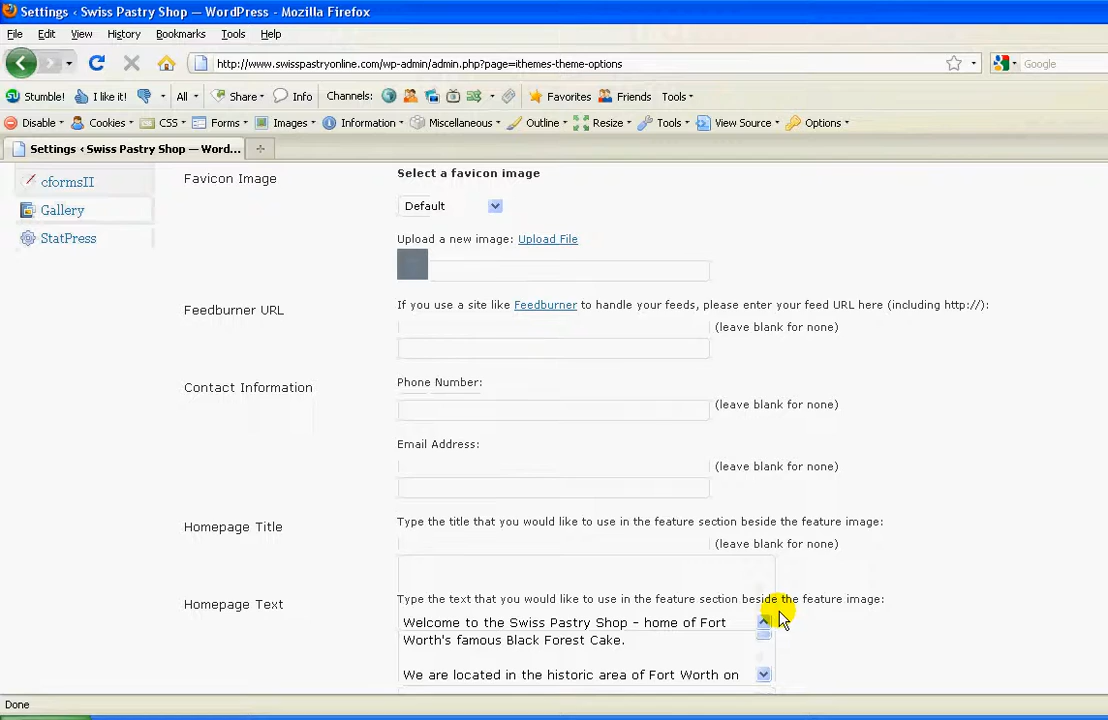 Settings ‹ Swiss Pastry Shop — WordPress - Mozilla Firefox
File Edit View History Bookmarks Tools Help
http://www.swisspastryonline.com/wp-admin/admin.php?page=ithemes-theme-options Google
Stumble! I like it! All Share Info Channels: Favorites Friends Tools
Disable Cookies CSS Forms Images Information Miscellaneous Outline Resize Tools View Source Options
Settings ‹ Swiss Pastry Shop — Word...
cformsII
Gallery
StatPress
Favicon Image
Select a favicon image
Default
Upload a new image: Upload File
Feedburner URL
If you use a site like Feedburner to handle your feeds, please enter your feed URL here (including http://):
(leave blank for none)
Contact Information
Phone Number:
(leave blank for none)
Email Address:
(leave blank for none)
Homepage Title
Type the title that you would like to use in the feature section beside the feature image:
(leave blank for none)
Homepage Text
Type the text that you would like to use in the feature section beside the feature image:
Welcome to the Swiss Pastry Shop – home of Fort
Worth's famous Black Forest Cake.
We are located in the historic area of Fort Worth on
Done